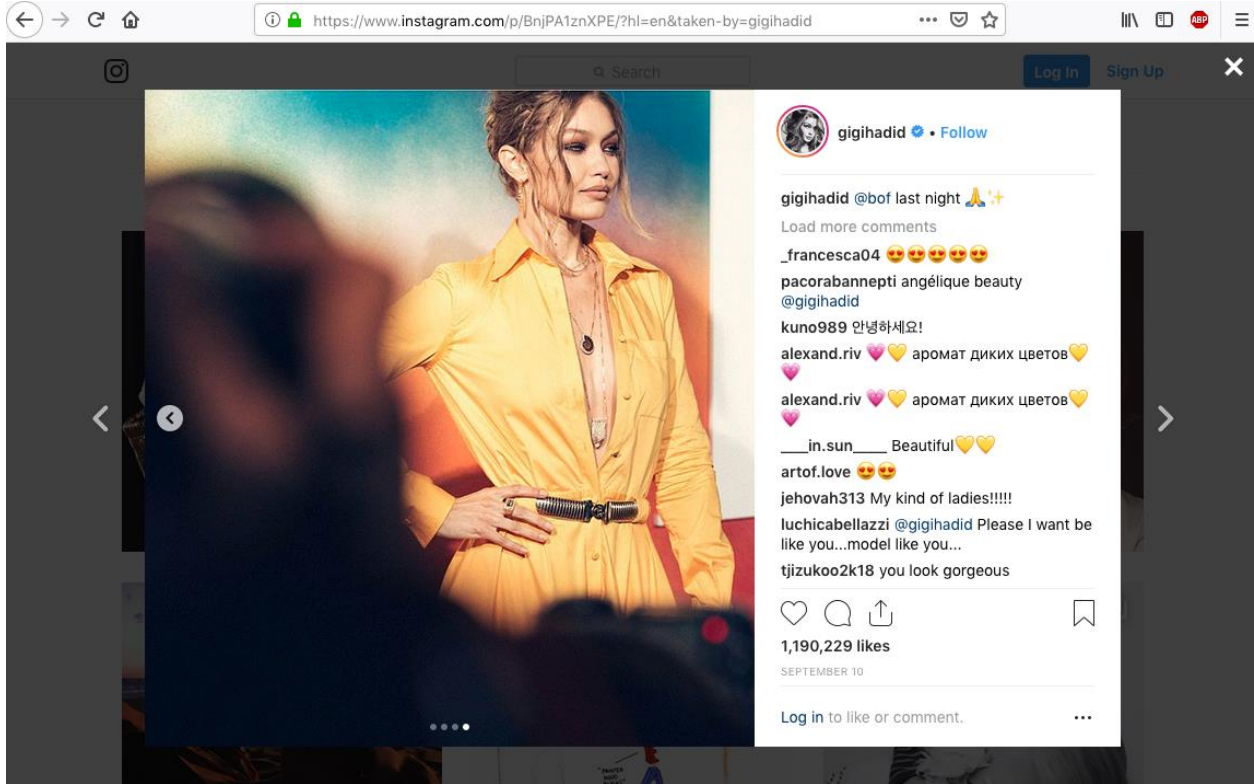 https://www.instagram.com/p/BnjPA1znXPE/?hl=en&taken-by=gigihadid
ABP
Search
Log In
Sign Up
gigihadid • Follow
gigihadid @bof last night 🙏✨
Load more comments
_francesca04 😍😍😍😍😍
pacorabannepti angélique beauty
@gigihadid
kuno989 안녕하세요!
alexand.riv 💗💛 аромат диких цветов💛
💗
alexand.riv 💗💛 аромат диких цветов💛
💗
___in.sun____ Beautiful💛💛
artof.love 😍😍
jehovah313 My kind of ladies!!!!!
luchicabellazzi @gigihadid Please I want be
like you...model like you...
tjizukoo2k18 you look gorgeous
1,190,229 likes
SEPTEMBER 10
Log in to like or comment.